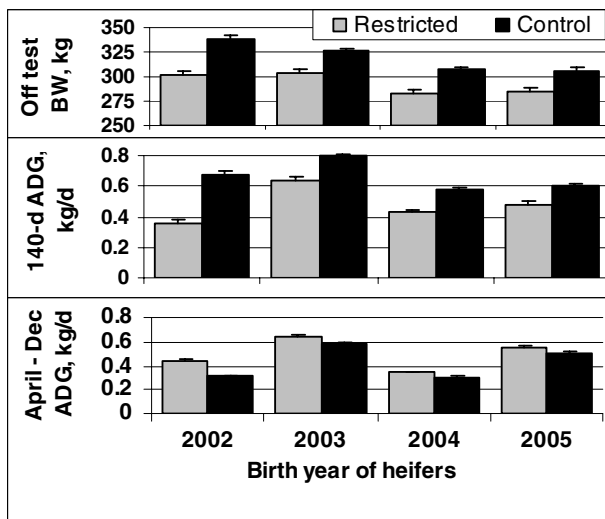 Restricted Control
Off test
BW, kg
350
325
300
275
250
140-d ADG,
kg/d
0.8
0.6
0.4
0.2
0
April - Dec
ADG, kg/d
0.8
0.6
0.4
0.2
0
2002 2003 2004 2005
Birth year of heifers